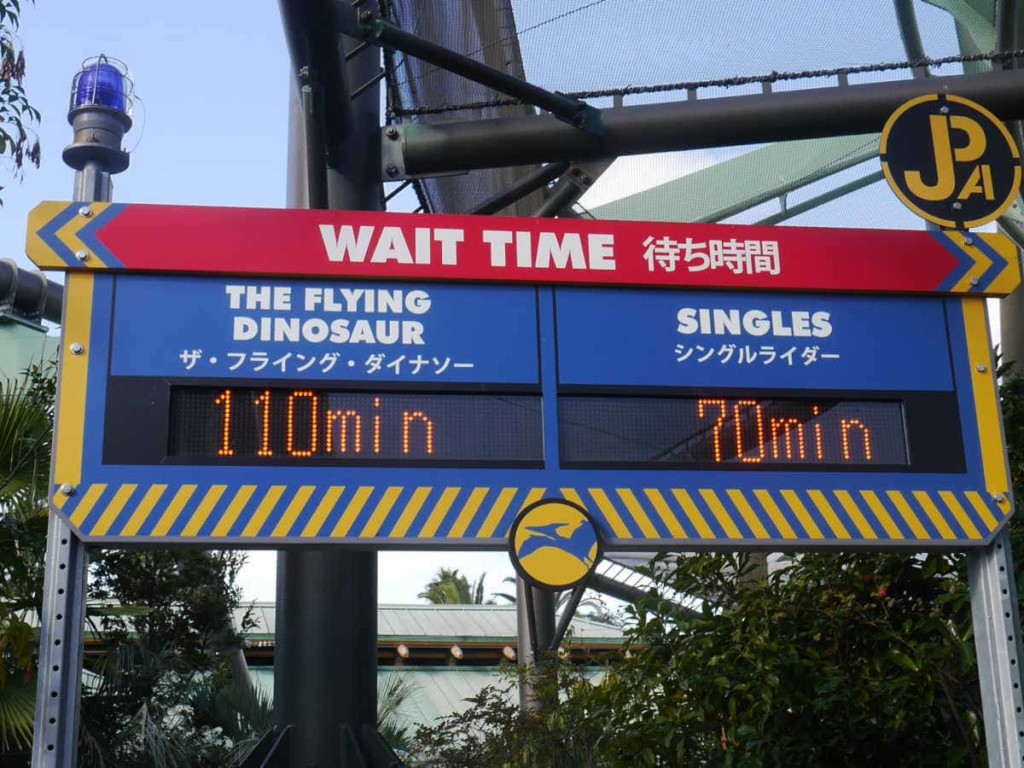 JPA
WAIT TIME 待ち時間
THE FLYING
DINOSAUR
ザ・フライング・ダイナソー
110min
SINGLES
シングルライダー
70min